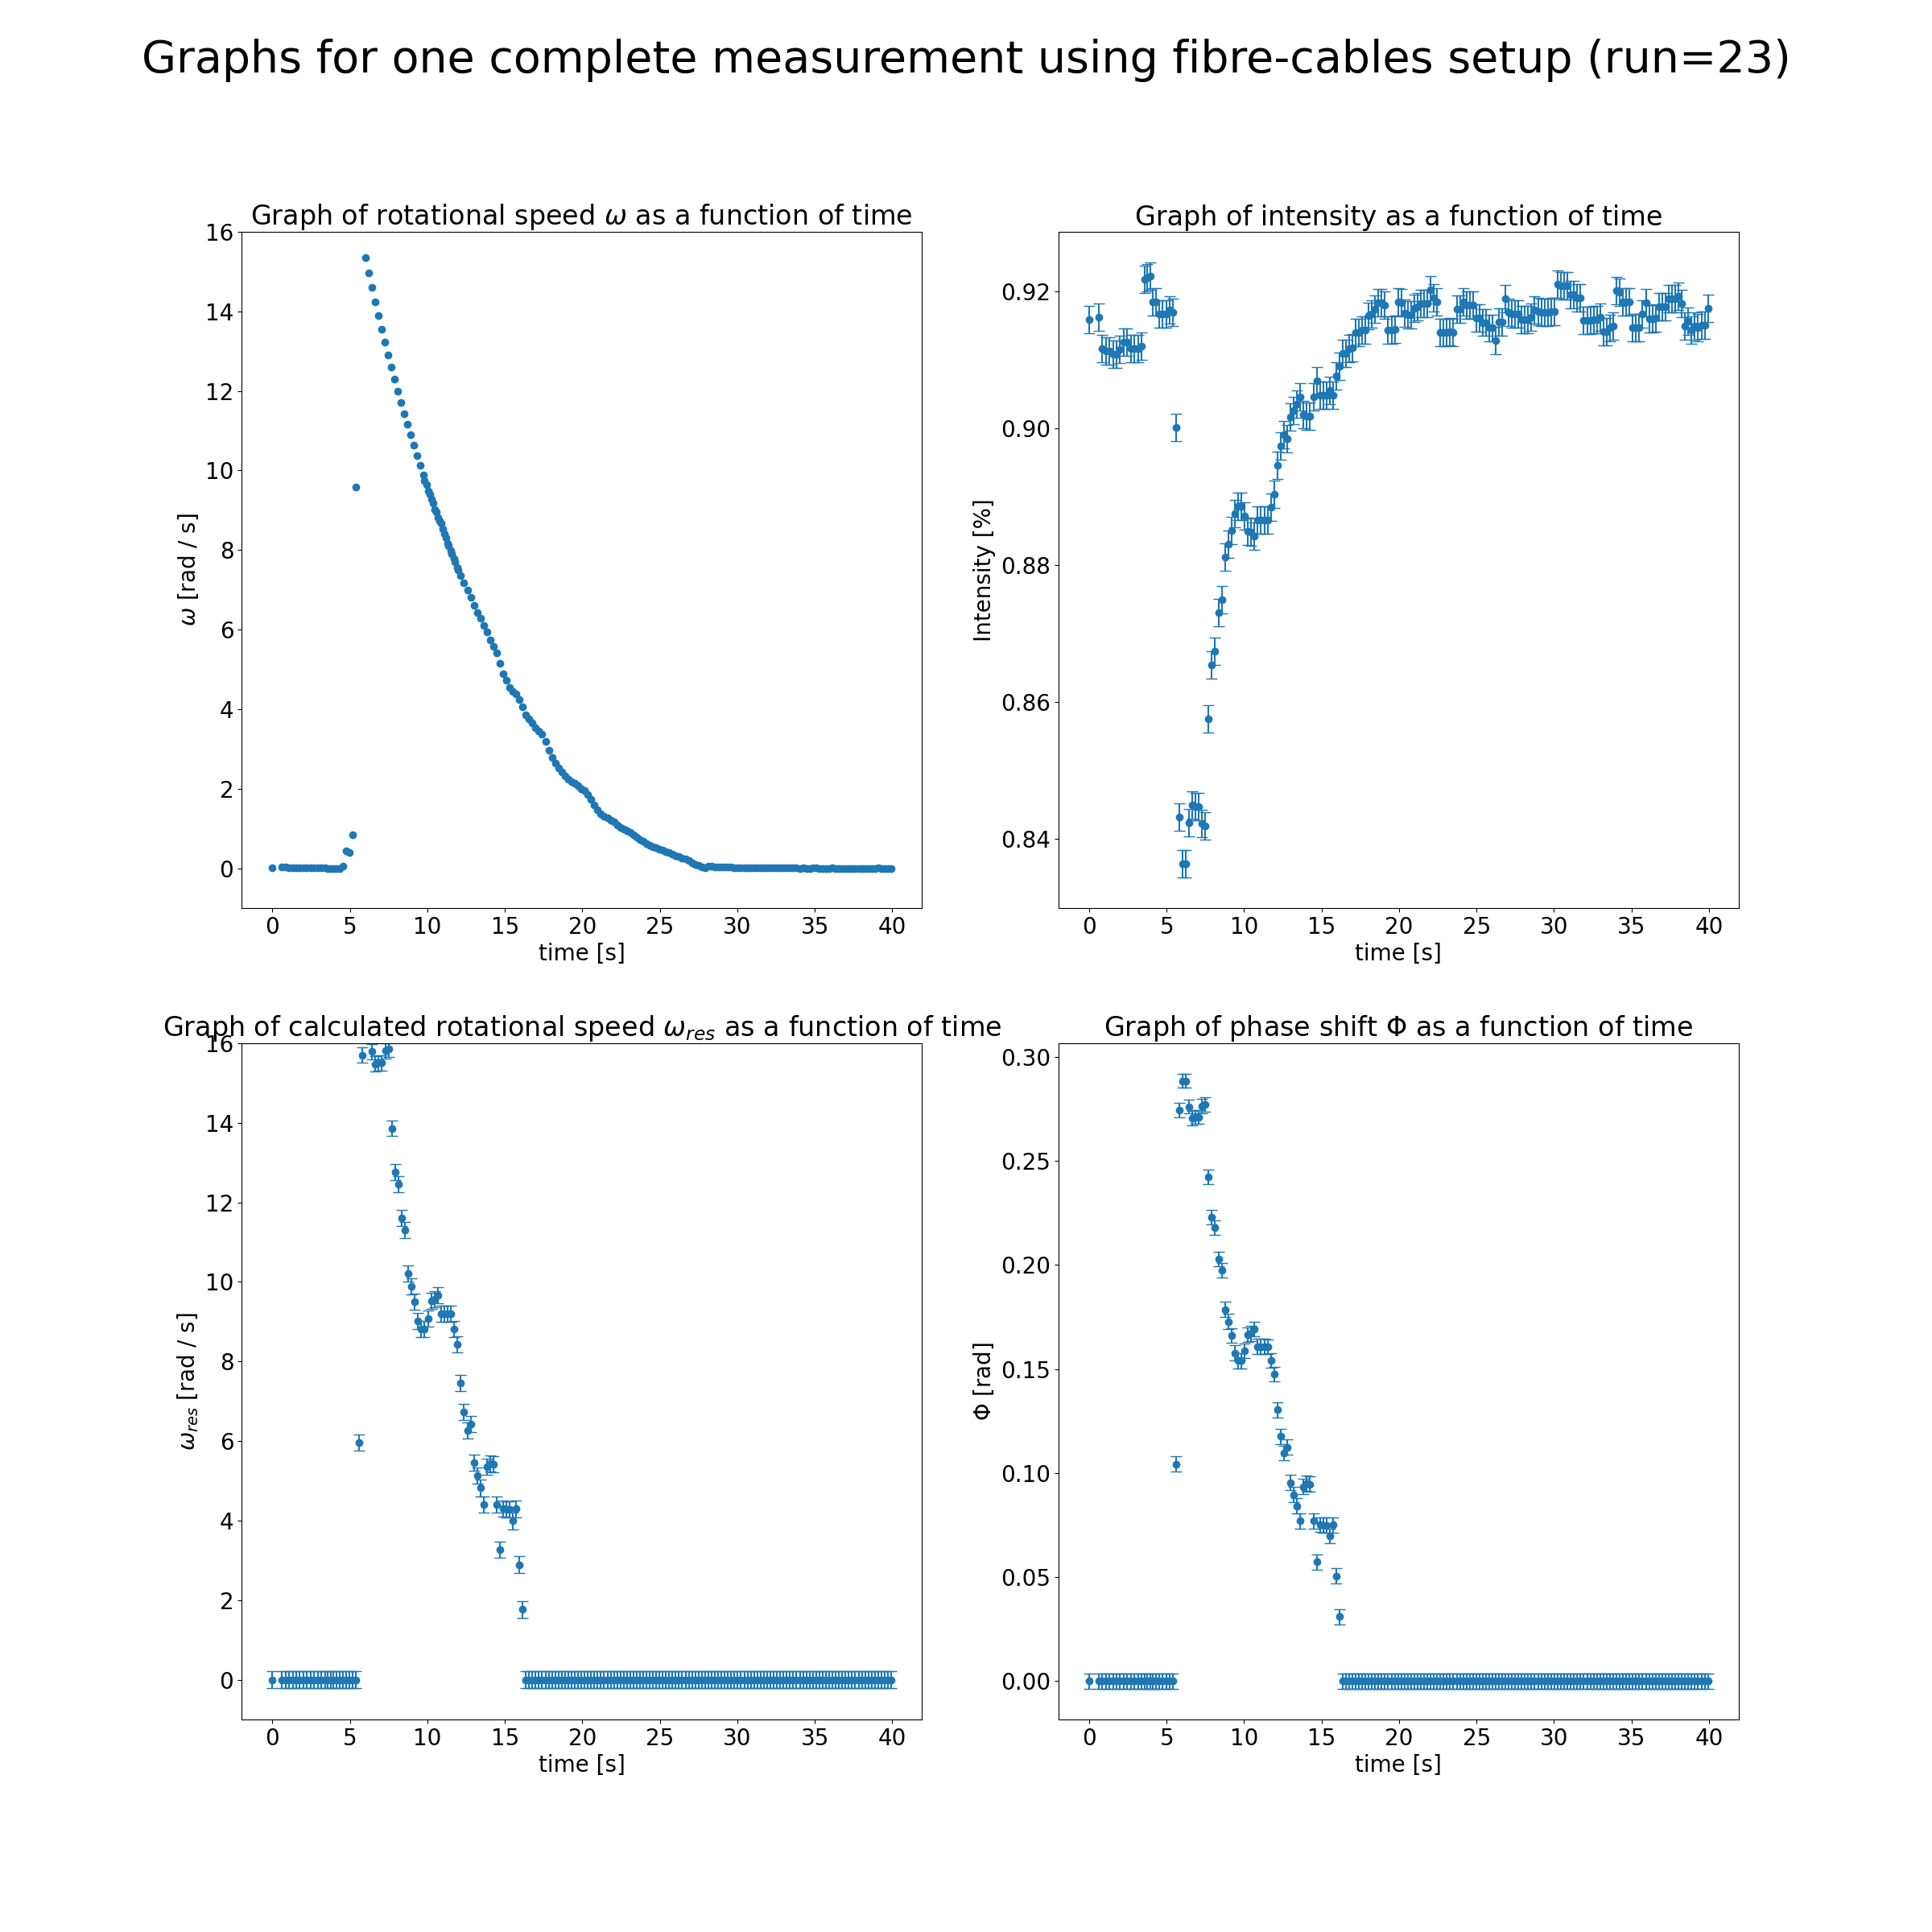 Graphs for one complete measurement using fibre-cables setup (run=23)
Graph of rotational speed ω as a function of time
16
14
12
10
8
6
4
2
0
ω [rad / s]
0 5 10 15 20 25 30 35 40
time [s]
Graph of intensity as a function of time
0.92
0.90
0.88
0.86
0.84
Intensity [%]
0 5 10 15 20 25 30 35 40
time [s]
Graph of calculated rotational speed ω_res as a function of time
16
14
12
10
8
6
4
2
0
ω_res [rad / s]
0 5 10 15 20 25 30 35 40
time [s]
Graph of phase shift Φ as a function of time
0.30
0.25
0.20
0.15
0.10
0.05
0.00
Φ [rad]
0 5 10 15 20 25 30 35 40
time [s]